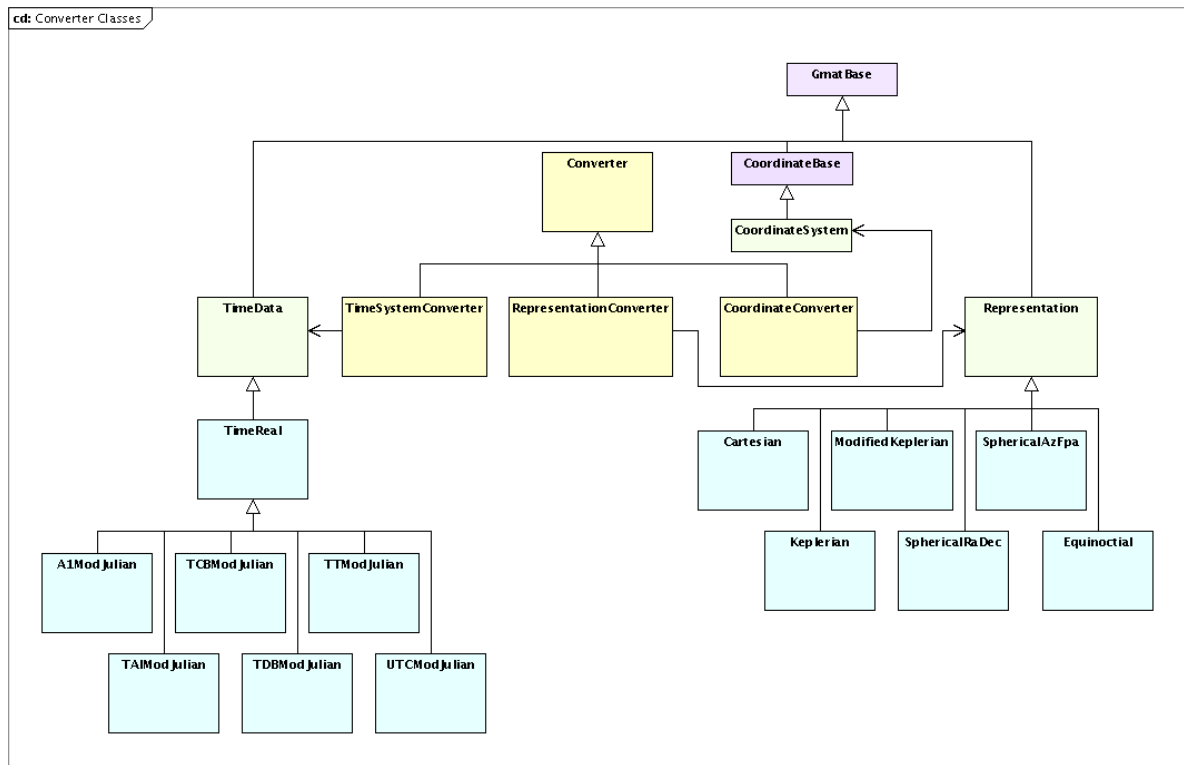 cd: Converter Classes
GmatBase
Converter
CoordinateBase
CoordinateSystem
TimeData
TimeSystemConverter
RepresentationConverter
CoordinateConverter
Representation
TimeReal
Cartesian
ModifiedKeplerian
SphericalAzFpa
Keplerian
SphericalRaDec
Equinoctial
A1ModJulian
TCBModJulian
TTModJulian
TAIModJulian
TDBModJulian
UTCModJulian